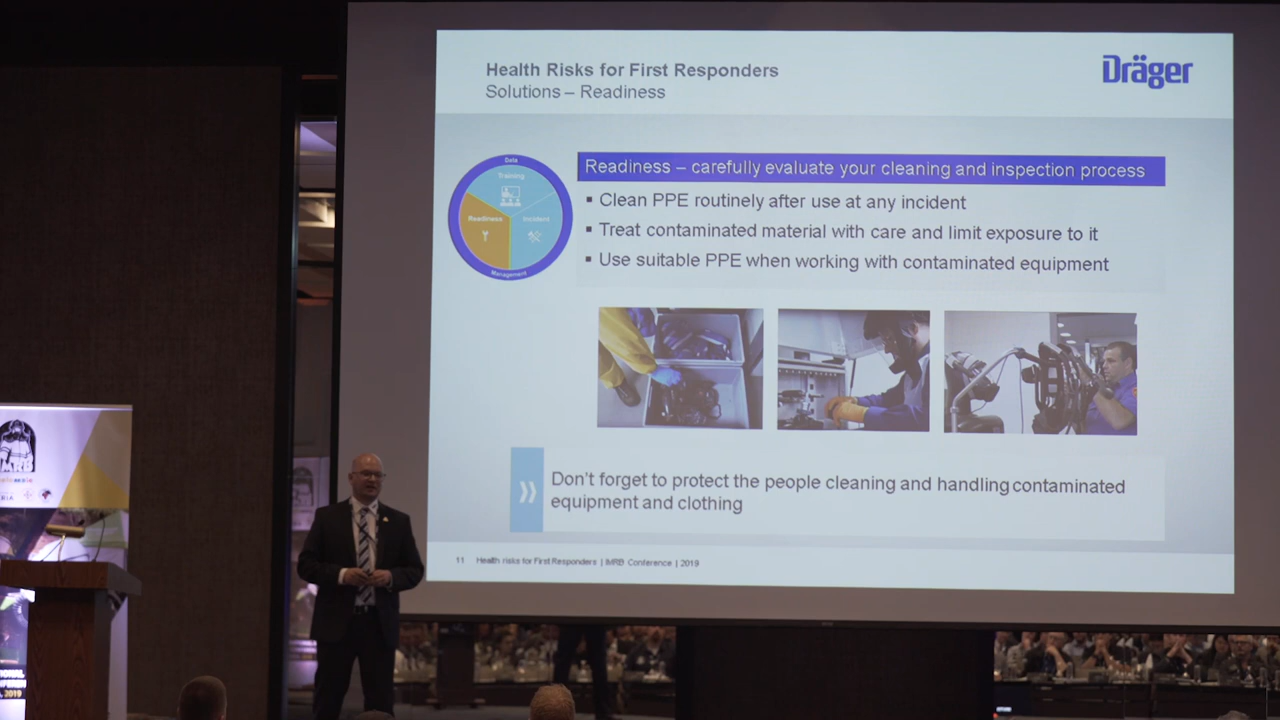 Health Risks for First Responders
Solutions – Readiness
Dräger
Data
Training
Readiness
Incident
Management
Readiness – carefully evaluate your cleaning and inspection process
▪ Clean PPE routinely after use at any incident
▪ Treat contaminated material with care and limit exposure to it
▪ Use suitable PPE when working with contaminated equipment
Don't forget to protect the people cleaning and handling contaminated
equipment and clothing
11 Health risks for First Responders | IMRB Conference | 2019
IMRB
2019